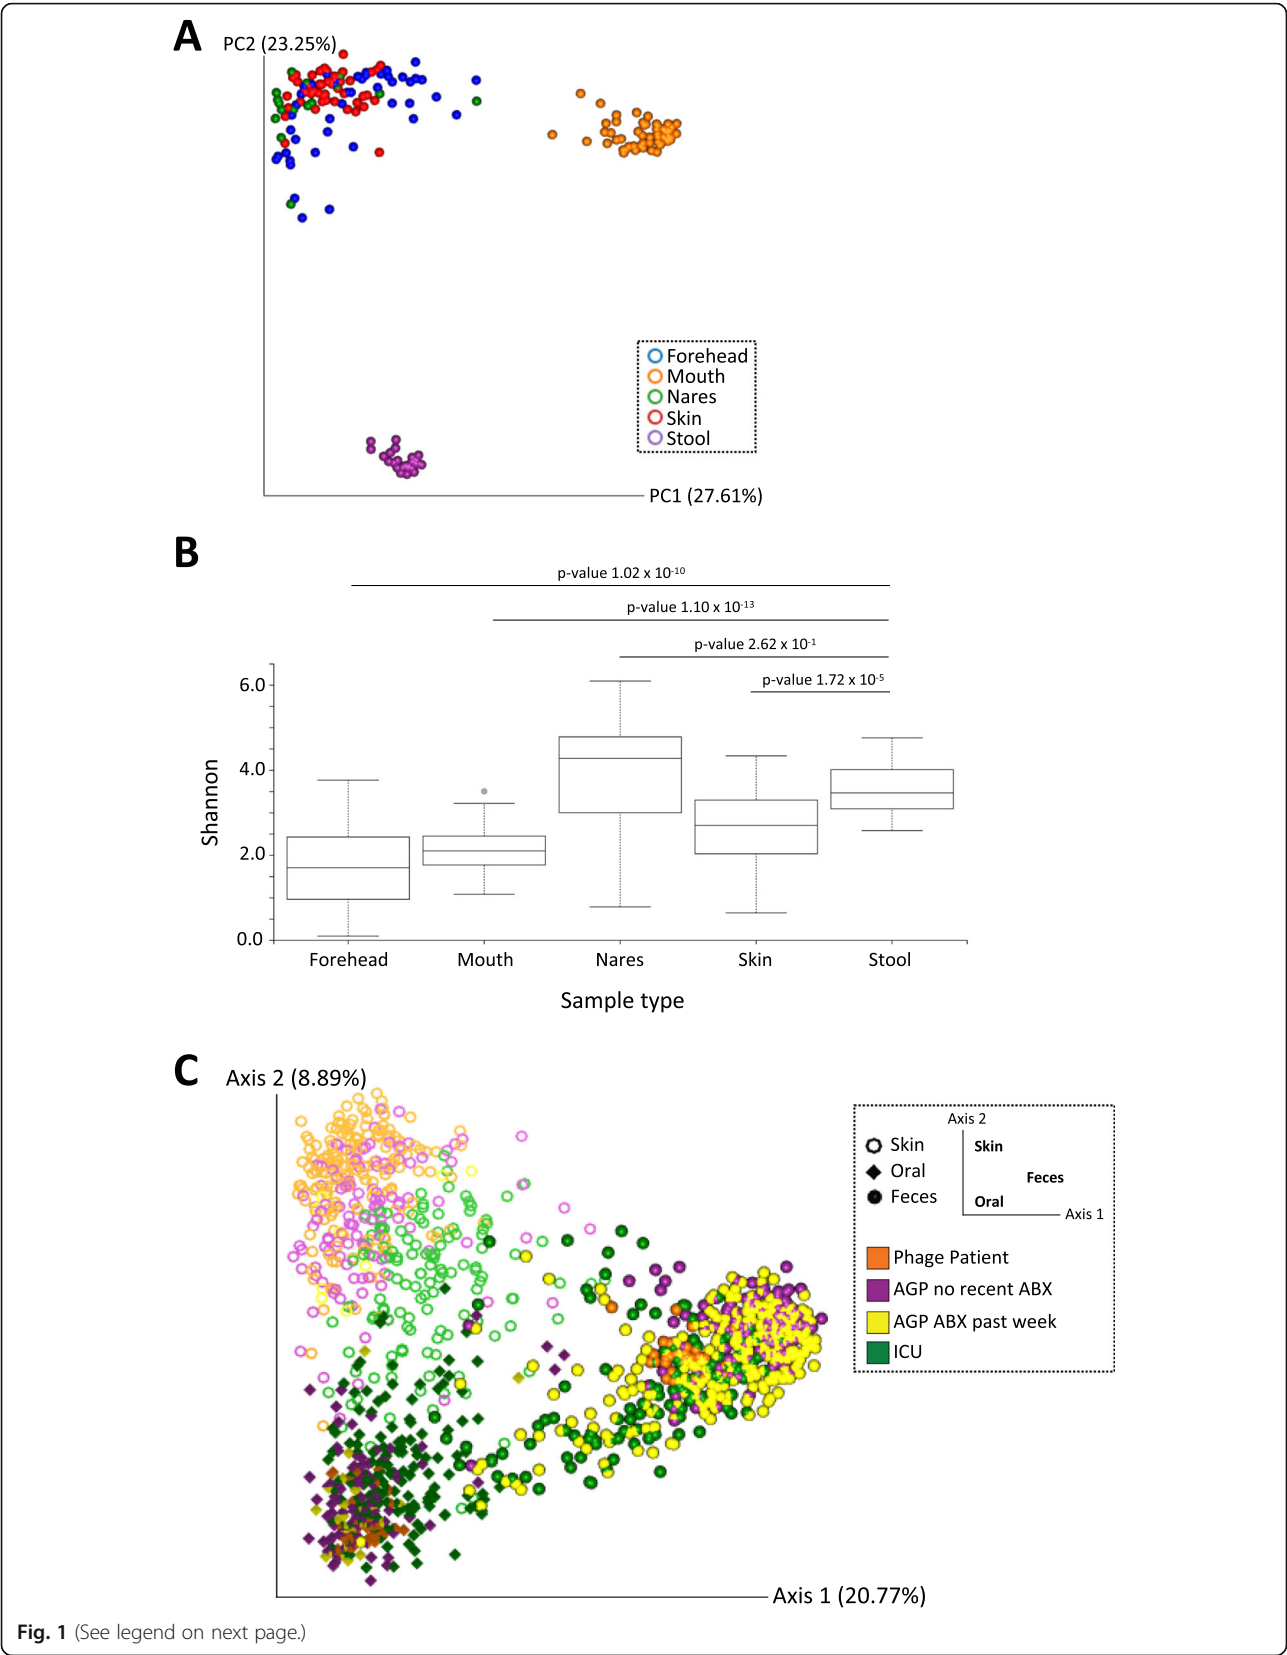 A
PC2 (23.25%)
Forehead
Mouth
Nares
Skin
Stool
PC1 (27.61%)
B
p-value 1.02 x 10-10
p-value 1.10 x 10-13
p-value 2.62 x 10-1
p-value 1.72 x 10-5
6.0
4.0
2.0
0.0
Shannon
Forehead Mouth Nares Skin Stool
Sample type
C
Axis 2 (8.89%)
Skin
Oral
Feces
Axis 2
Skin
Feces
Oral
Axis 1
Phage Patient
AGP no recent ABX
AGP ABX past week
ICU
Axis 1 (20.77%)
Fig. 1 (See legend on next page.)